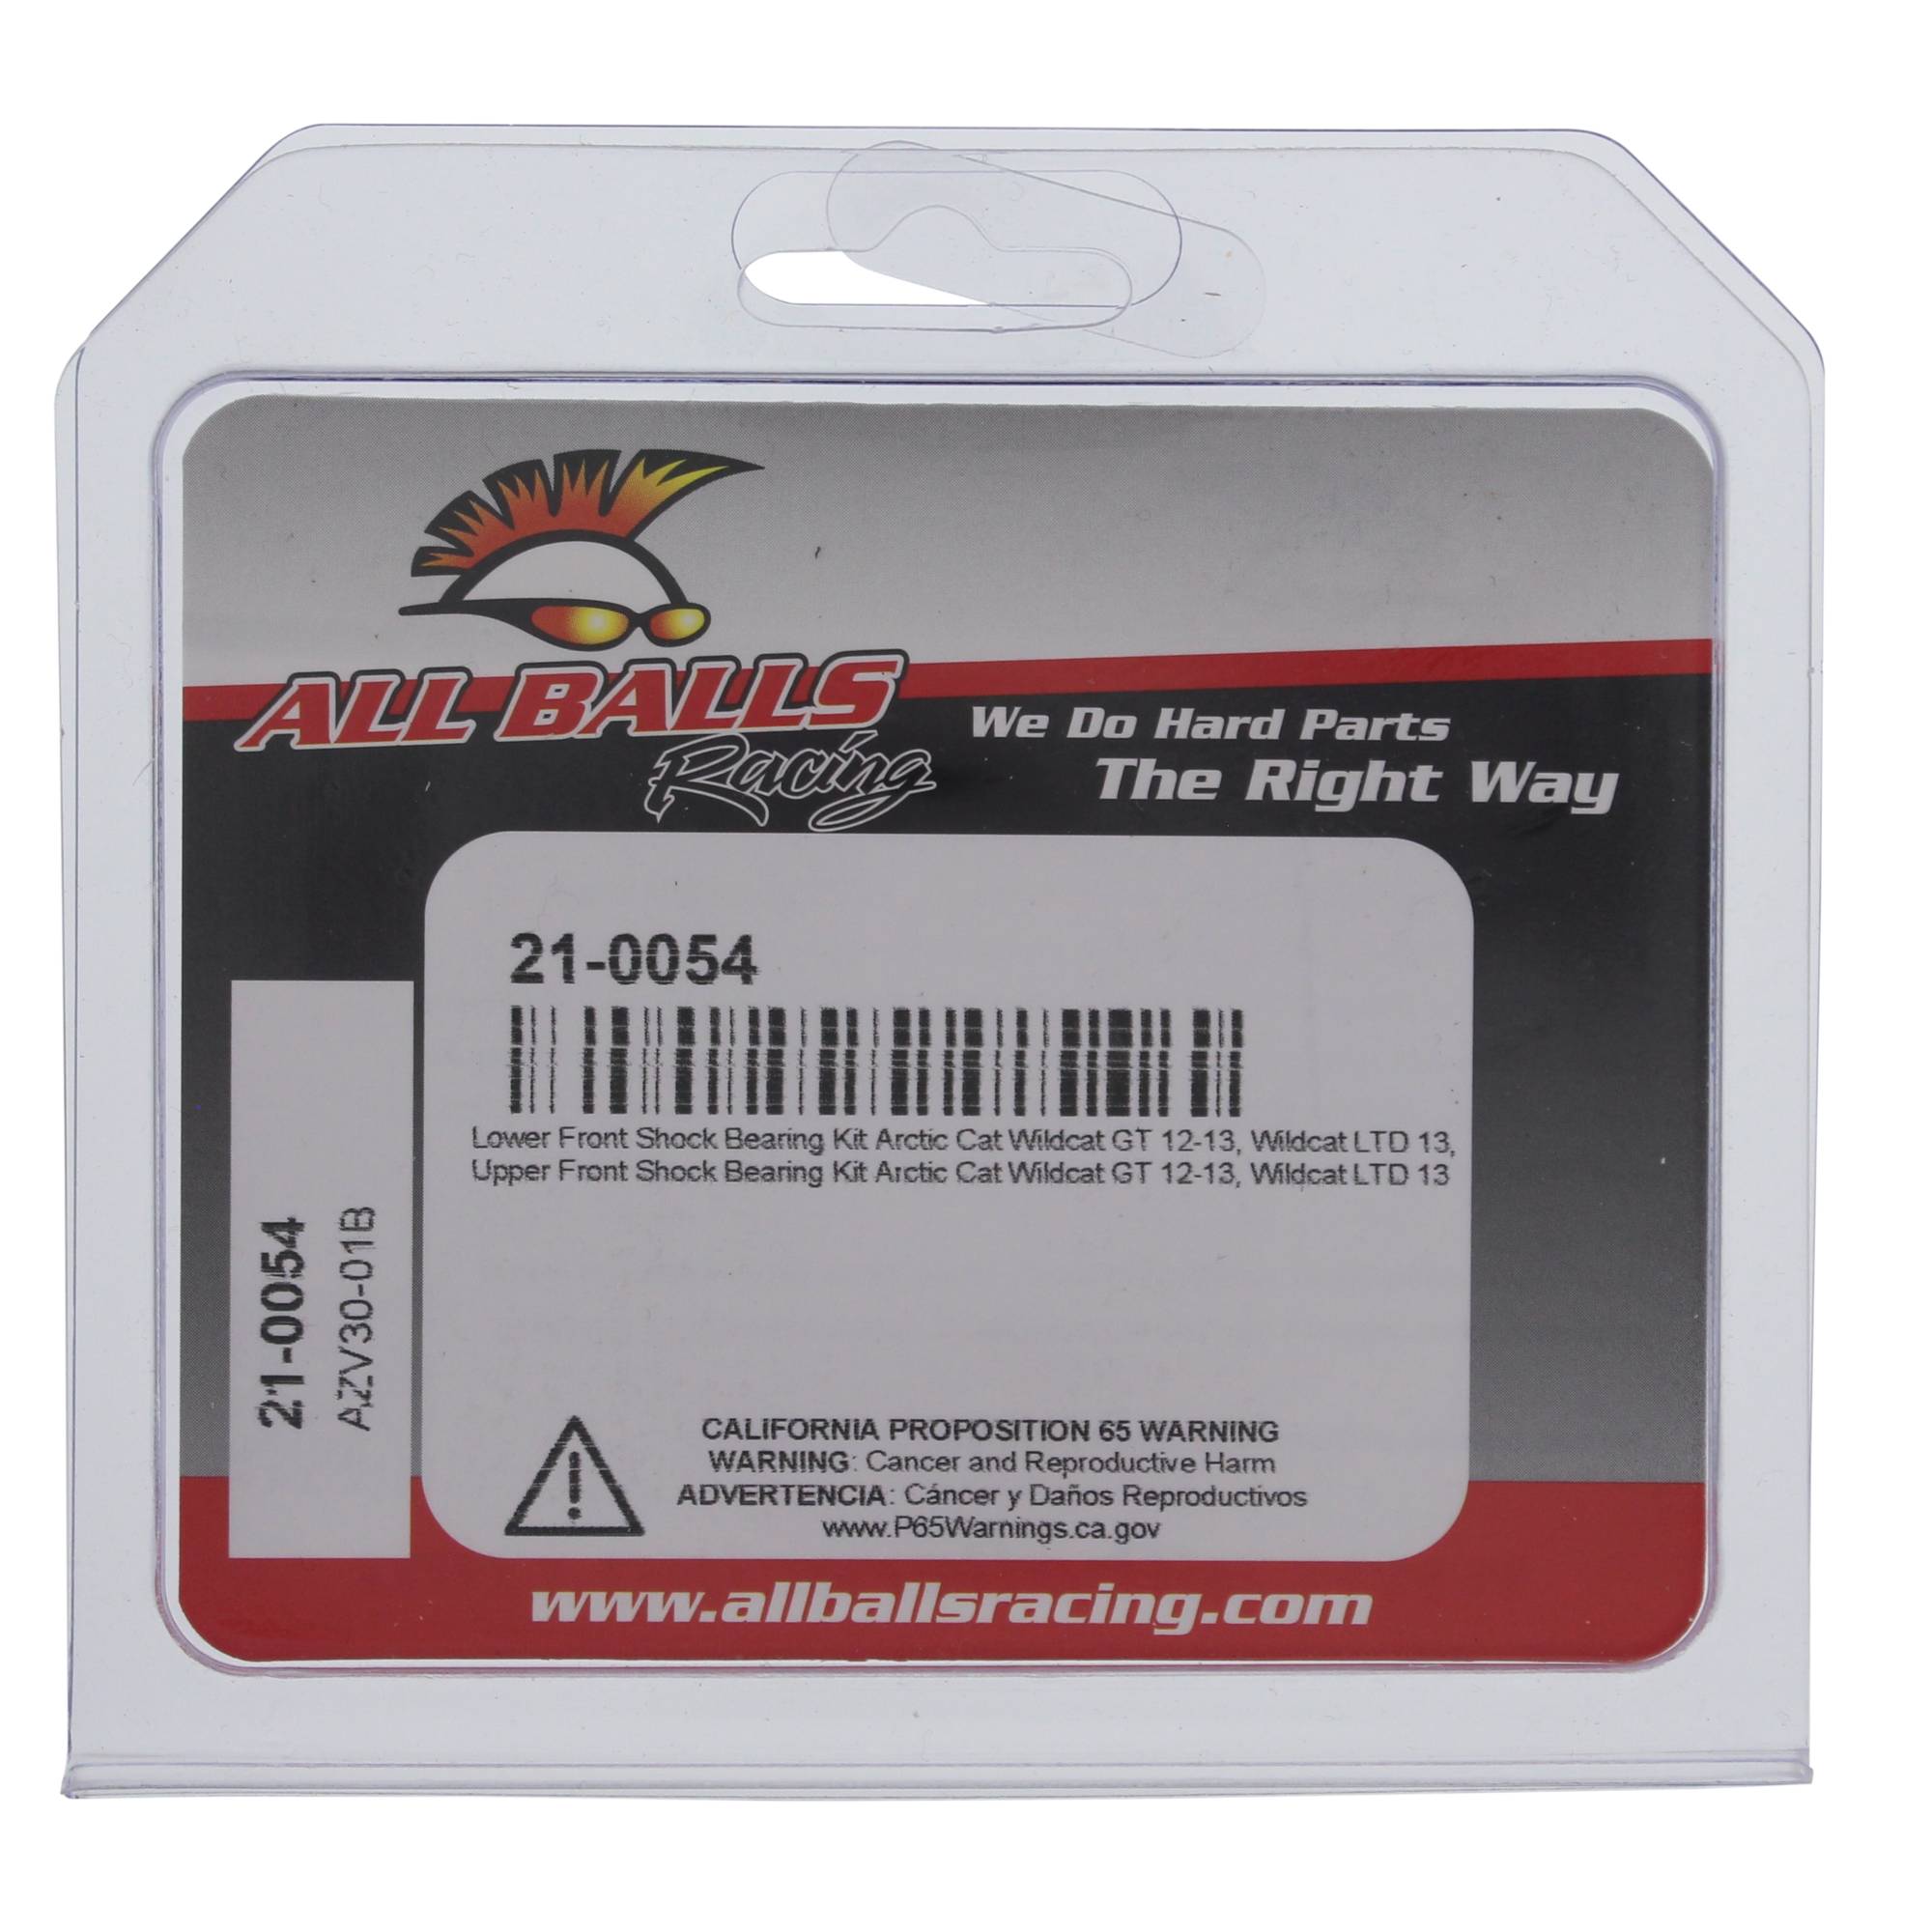 ALL BALLS
Racing
We Do Hard Parts
The Right Way
21-0054
Lower Front Shock Bearing Kit Arctic Cat Wildcat GT 12-13, Wildcat LTD 13,
Upper Front Shock Bearing Kit Arctic Cat Wildcat GT 12-13, Wildcat LTD 13
21-0054
AZV30-01B
CALIFORNIA PROPOSITION 65 WARNING
WARNING: Cancer and Reproductive Harm
ADVERTENCIA: Cáncer y Daños Reproductivos
www.P65Warnings.ca.gov
www.allballsracing.com